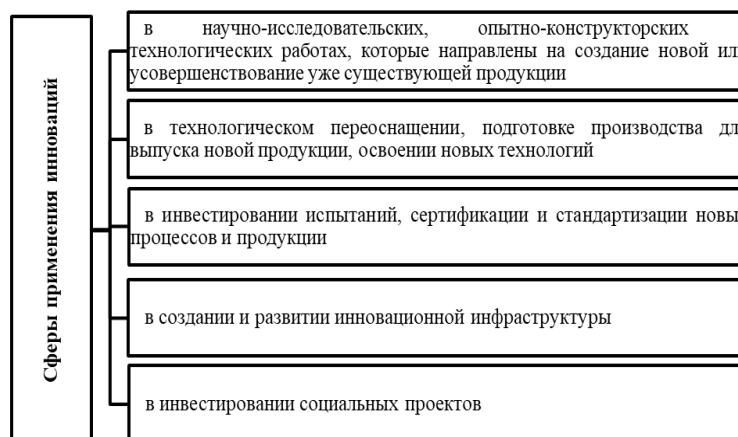 Сферы применения инноваций
в научно-исследовательских, опытно-конструкторских
технологических работах, которые направлены на создание новой ил
усовершенствование уже существующей продукции
в технологическом переоснащении, подготовке производства дл
выпуска новой продукции, освоении новых технологий
в инвестировании испытаний, сертификации и стандартизации новы
процессов и продукции
в создании и развитии инновационной инфраструктуры
в инвестировании социальных проектов